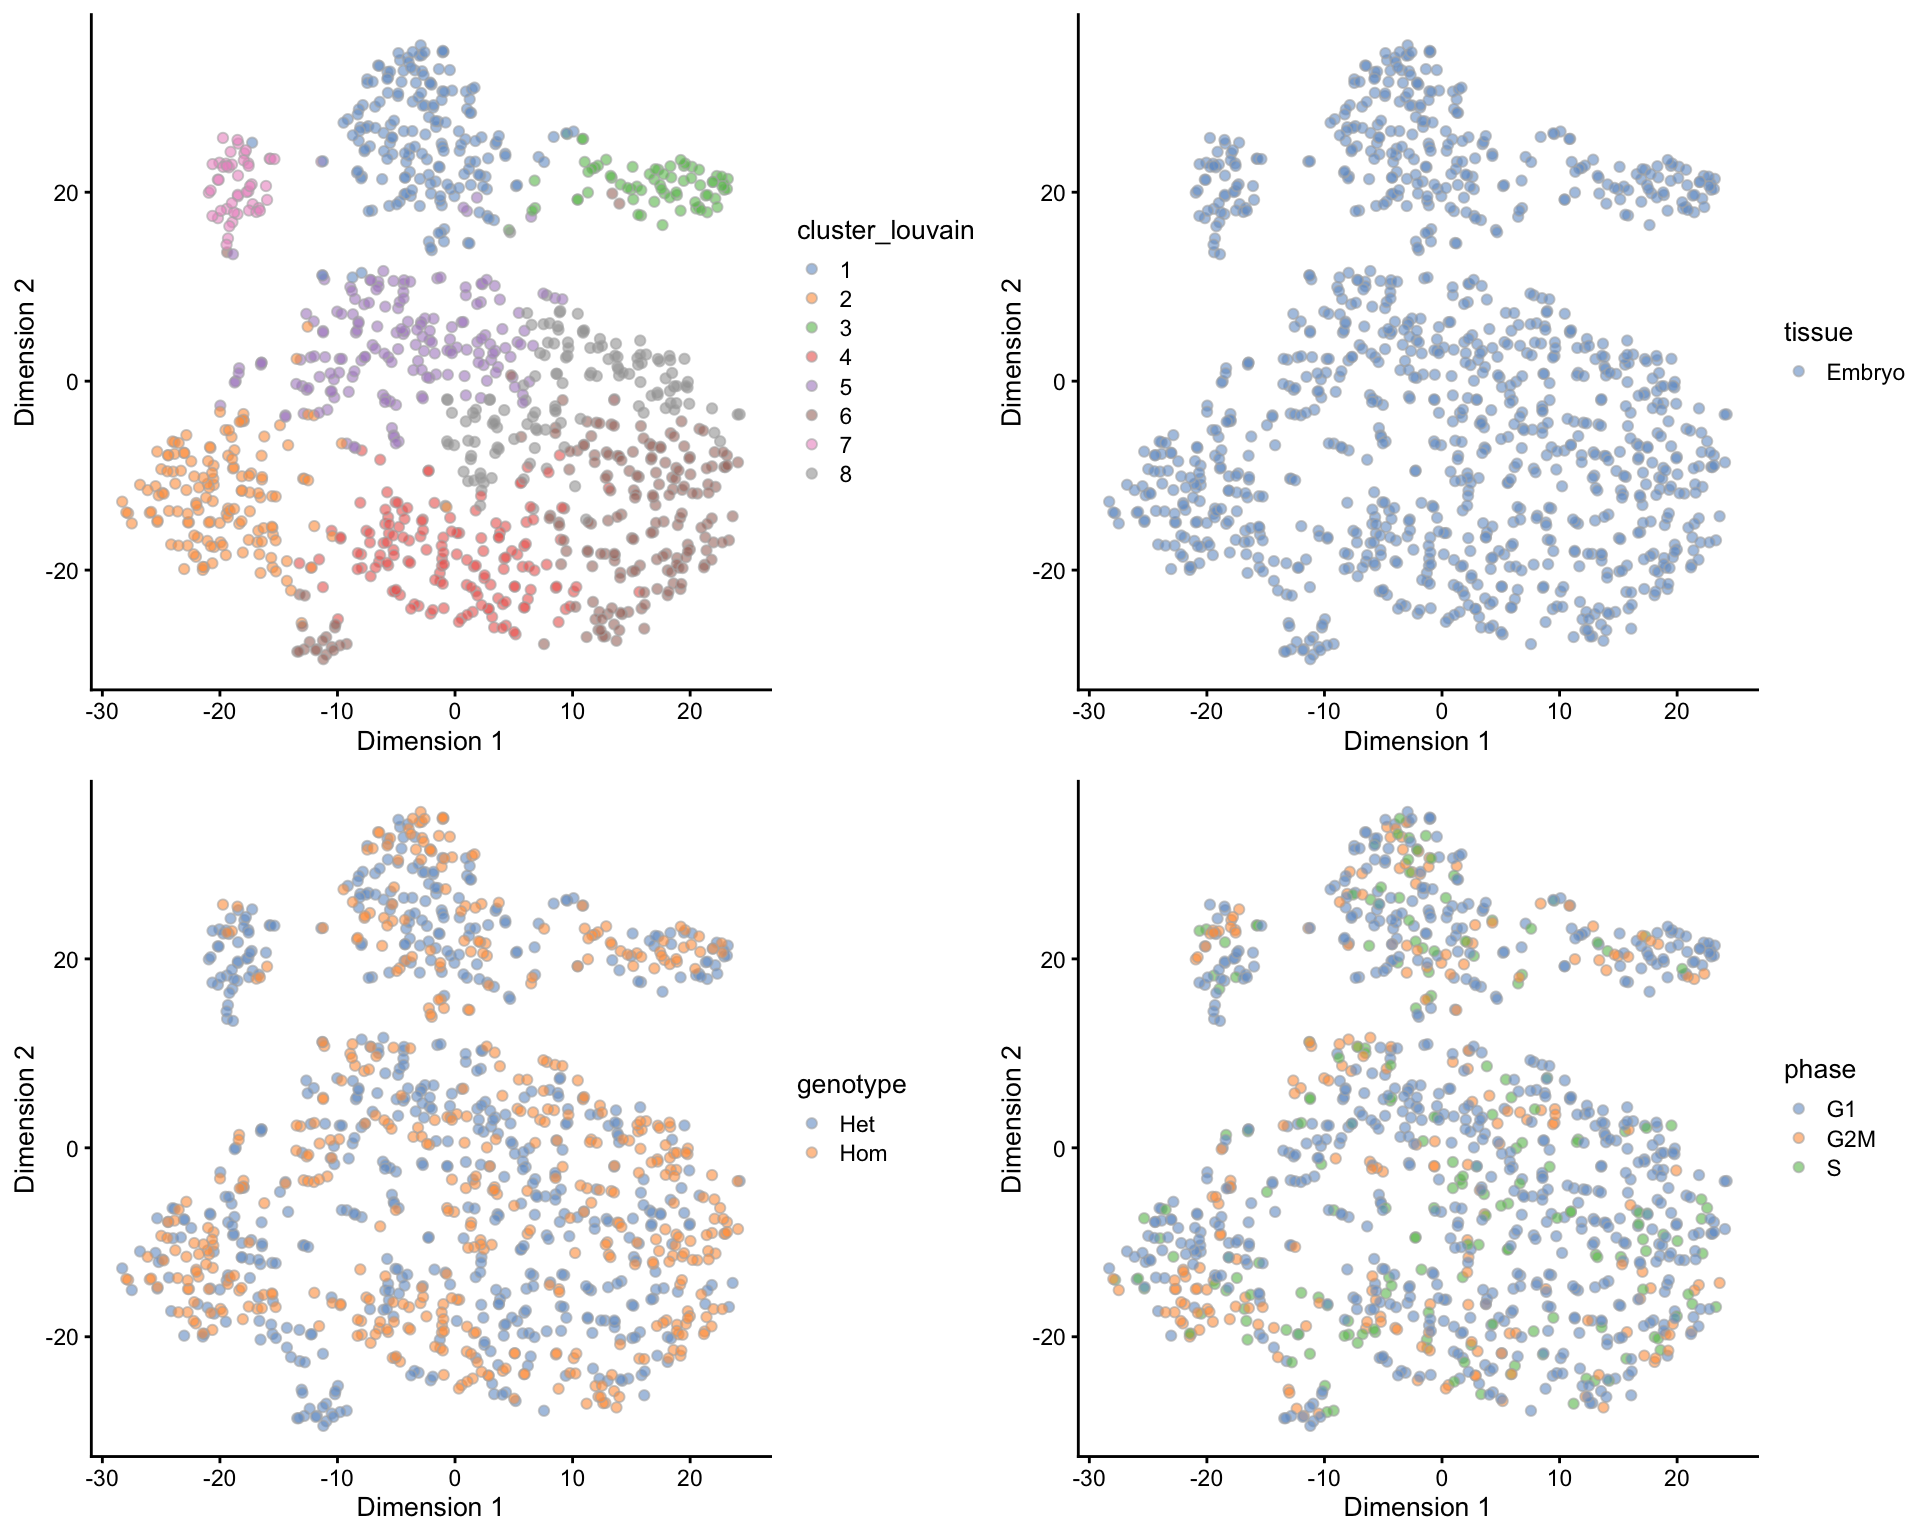 20
0
-20
-30 -20 -10 0 10 20
Dimension 1
Dimension 2
cluster_louvain
1
2
3
4
5
6
7
8
20
0
-20
-30 -20 -10 0 10 20
Dimension 1
Dimension 2
tissue
Embryo
20
0
-20
-30 -20 -10 0 10 20
Dimension 1
Dimension 2
genotype
Het
Hom
20
0
-20
-30 -20 -10 0 10 20
Dimension 1
Dimension 2
phase
G1
G2M
S